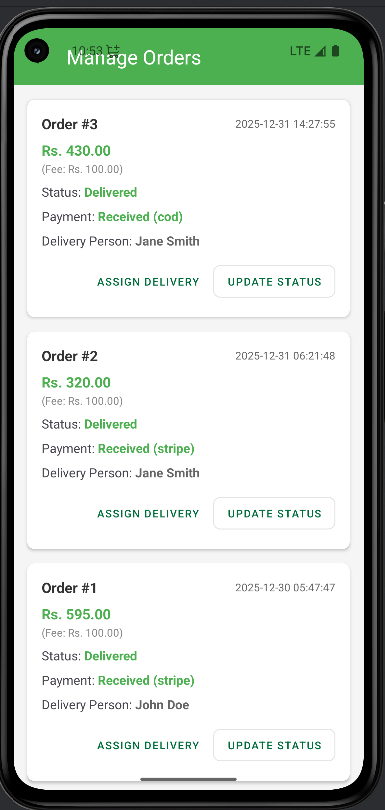 10:53
LTE
Manage Orders
Order #3 2025-12-31 14:27:55
Rs. 430.00
(Fee: Rs. 100.00)
Status: Delivered
Payment: Received (cod)
Delivery Person: Jane Smith
ASSIGN DELIVERY UPDATE STATUS
Order #2 2025-12-31 06:21:48
Rs. 320.00
(Fee: Rs. 100.00)
Status: Delivered
Payment: Received (stripe)
Delivery Person: Jane Smith
ASSIGN DELIVERY UPDATE STATUS
Order #1 2025-12-30 05:47:47
Rs. 595.00
(Fee: Rs. 100.00)
Status: Delivered
Payment: Received (stripe)
Delivery Person: John Doe
ASSIGN DELIVERY UPDATE STATUS